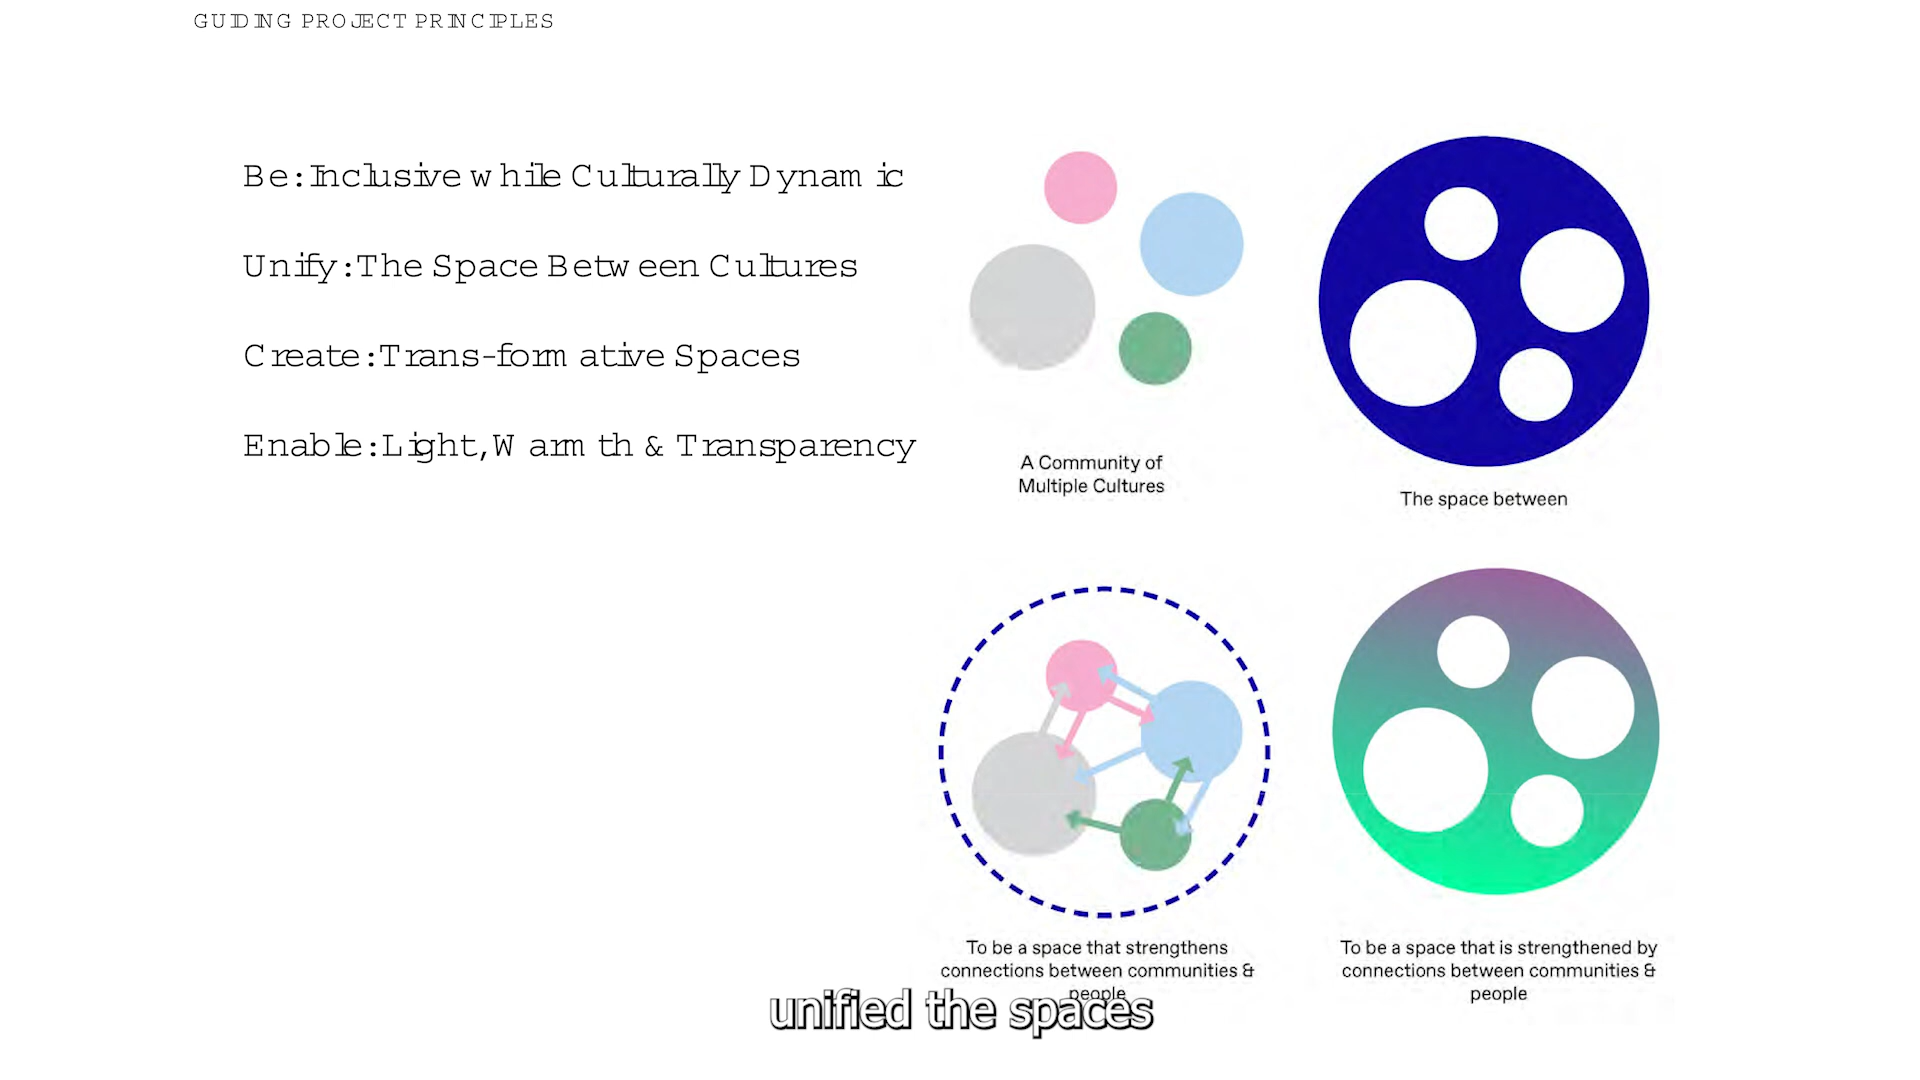 GUIDING PROJECT PRINCIPLES
Be: Inclusive while Culturally Dynamic
Unify: The Space Between Cultures
Create: Trans-formative Spaces
Enable: Light, Warmth & Transparency
A Community of
Multiple Cultures
The space between
To be a space that strengthens
connections between communities &
people
To be a space that is strengthened by
connections between communities &
people
unified the spaces